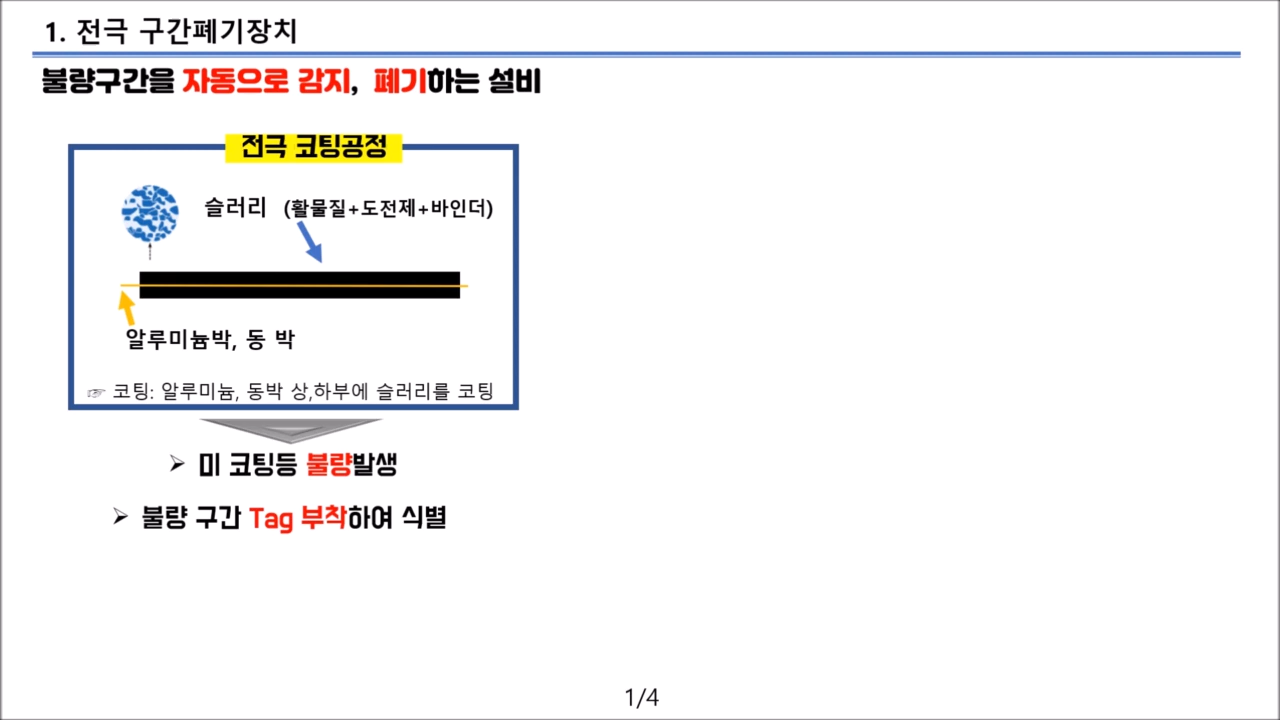 1. 전극 구간폐기장치
불량구간을 자동으로 감지, 폐기하는 설비
전극 코팅공정
슬러리 (활물질+도전제+바인더)
알루미늄박, 동 박
☞ 코팅: 알루미늄, 동박 상,하부에 슬러리를 코팅
➢ 미 코팅등 불량발생
➢ 불량 구간 Tag 부착하여 식별
1/4